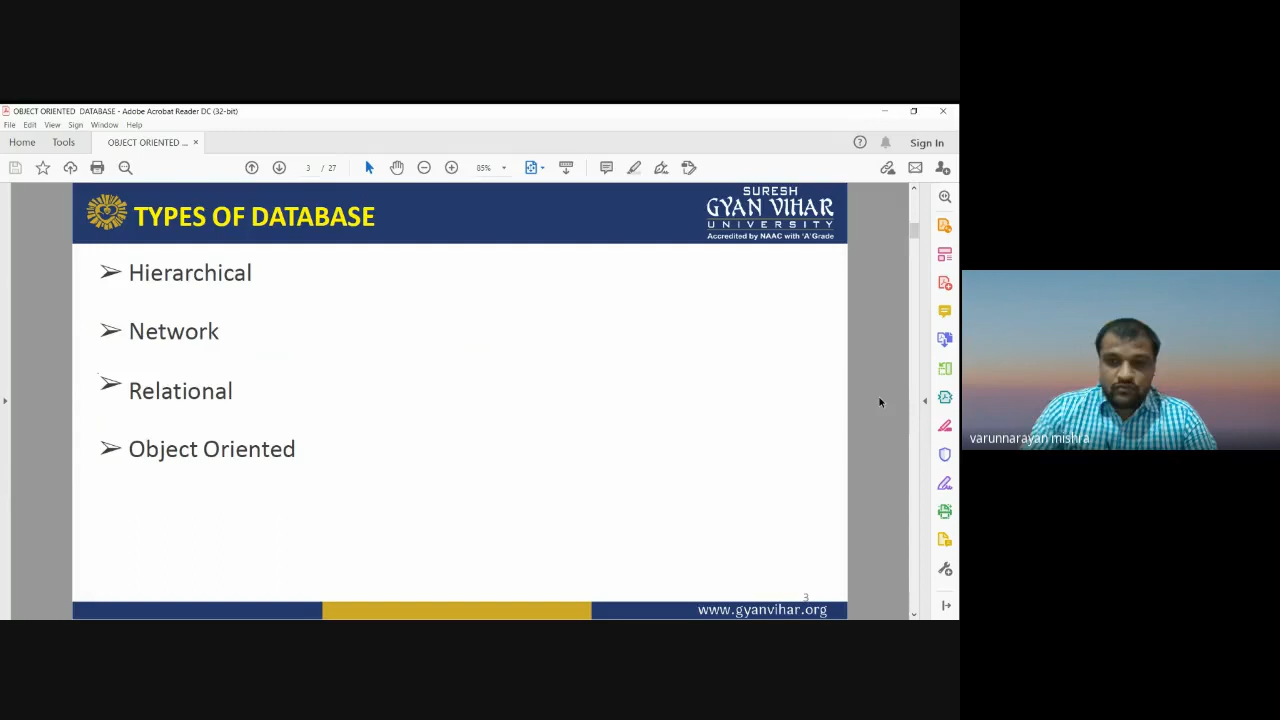 OBJECT ORIENTED DATABASE - Adobe Acrobat Reader DC (32-bit)
File Edit View Sign Window Help
Home Tools OBJECT ORIENTED ... × Sign In
3 / 27 85%
TYPES OF DATABASE
SURESH
GYAN VIHAR
UNIVERSITY
Accredited by NAAC with 'A' Grade
➢ Hierarchical
➢ Network
➢ Relational
➢ Object Oriented
varunnarayan mishra
3
www.gyanvihar.org